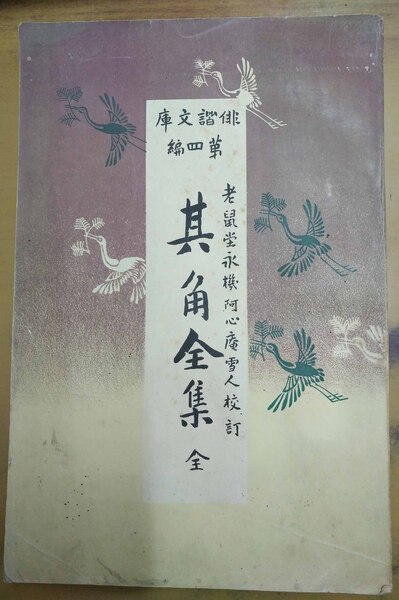 俳諧文庫
第四編
老鼠堂永機阿心庵雪人校訂
其角全集 全